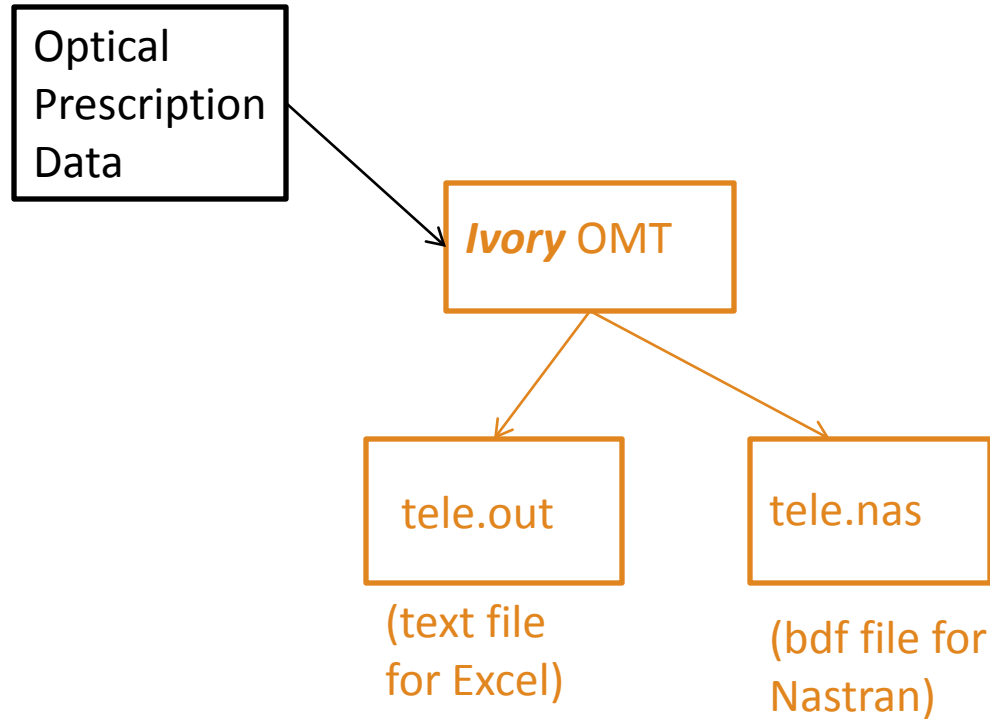 Optical
Prescription
Data
Ivory OMT
tele.out
tele.nas
(text file
for Excel)
(bdf file for
Nastran)